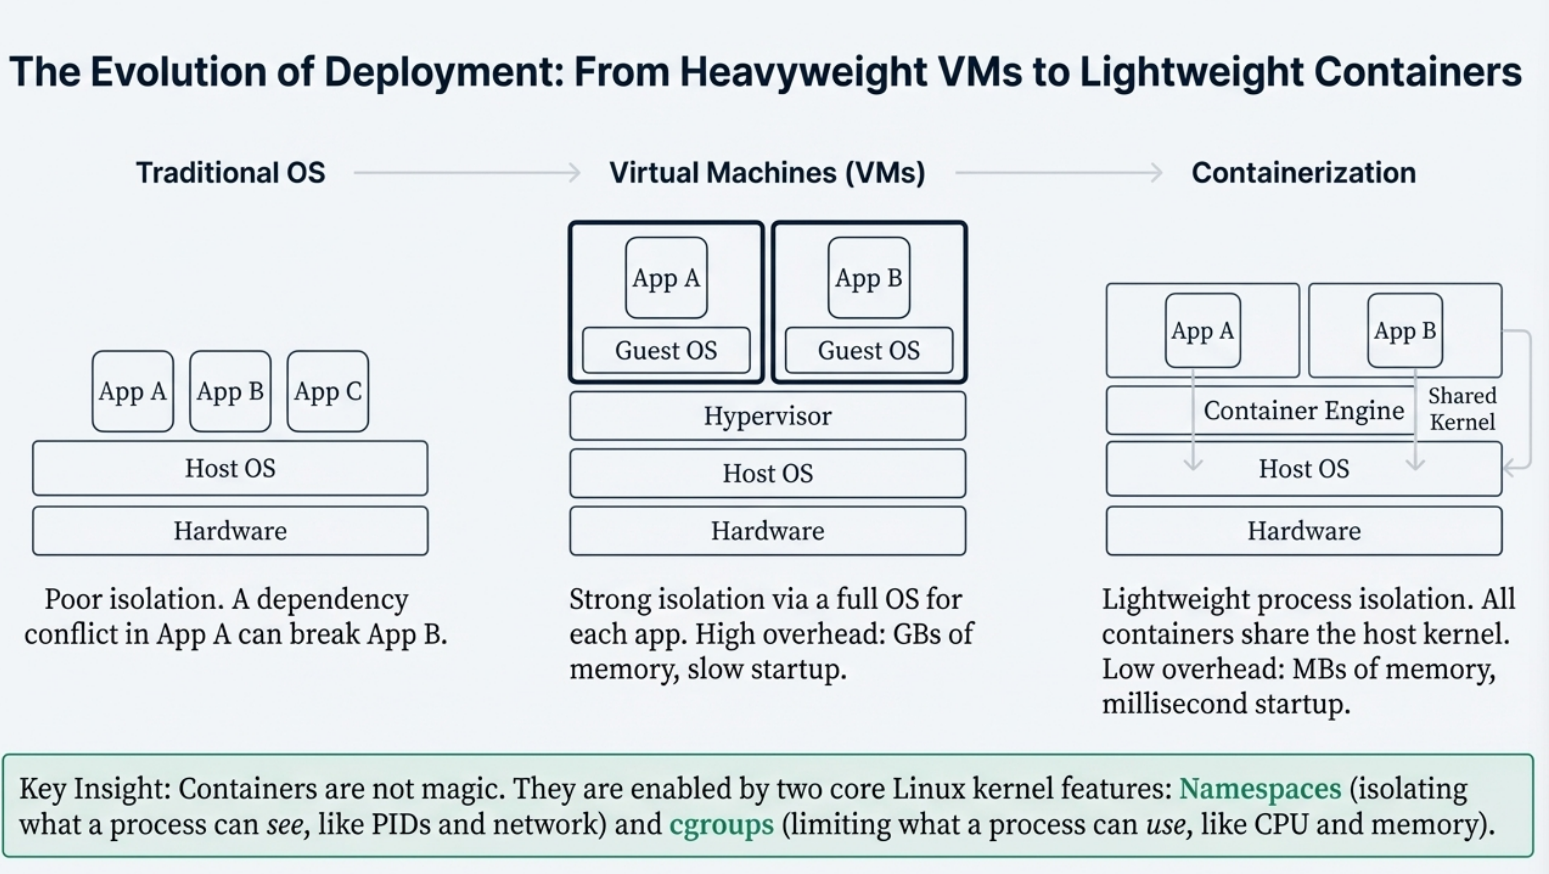 The Evolution of Deployment: From Heavyweight VMs to Lightweight Containers
Traditional OS
App A
App B
App C
Host OS
Hardware
Poor isolation. A dependency
conflict in App A can break App B.
Virtual Machines (VMs)
App A
Guest OS
App B
Guest OS
Hypervisor
Host OS
Hardware
Strong isolation via a full OS for
each app. High overhead: GBs of
memory, slow startup.
Containerization
App A
App B
Container Engine
Shared
Kernel
Host OS
Hardware
Lightweight process isolation. All
containers share the host kernel.
Low overhead: MBs of memory,
millisecond startup.
Key Insight: Containers are not magic. They are enabled by two core Linux kernel features: Namespaces (isolating
what a process can see, like PIDs and network) and cgroups (limiting what a process can use, like CPU and memory).